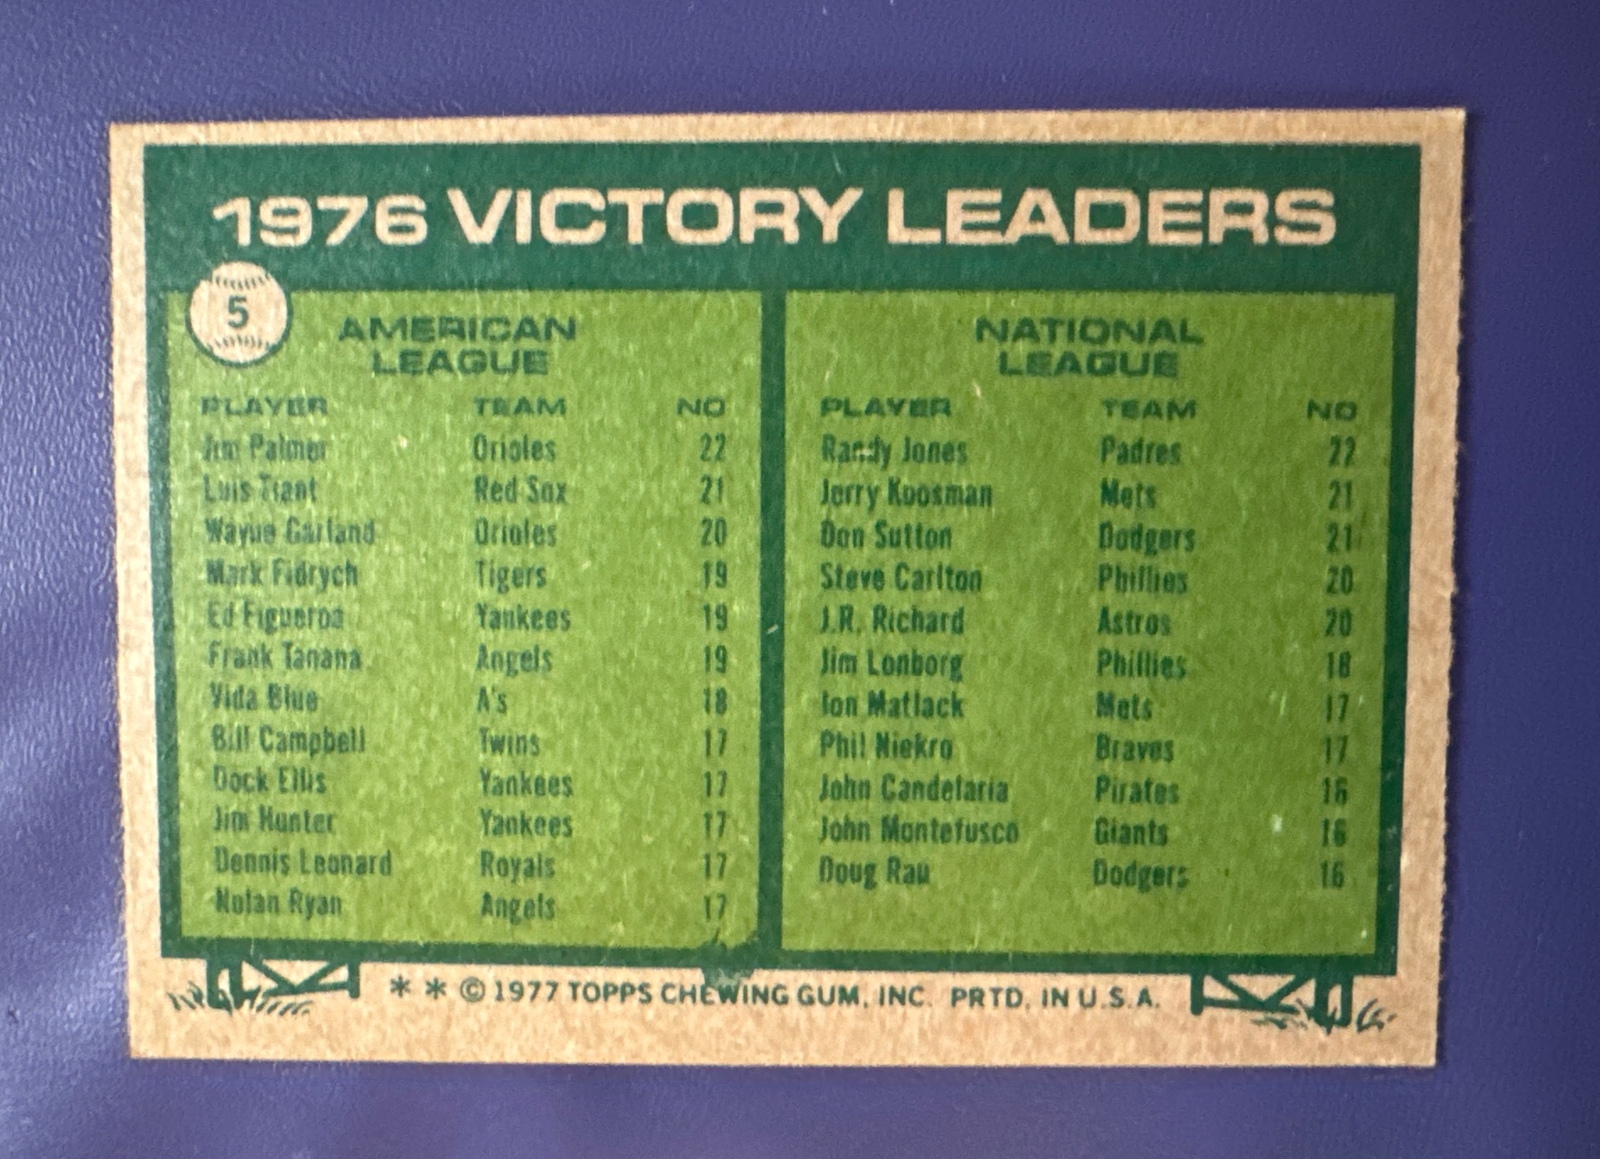 1976 VICTORY LEADERS
5
AMERICAN
LEAGUE
PLAYER TEAM NO
Jim Palmer Orioles 22
Luis Tiant Red Sox 21
Wayne Garland Orioles 20
Mark Fidrych Tigers 19
Ed Figueroa Yankees 19
Frank Tanana Angels 19
Vida Blue A's 18
Bill Campbell Twins 17
Dock Ellis Yankees 17
Jim Hunter Yankees 17
Dennis Leonard Royals 17
Nolan Ryan Angels 17
NATIONAL
LEAGUE
PLAYER TEAM NO
Randy Jones Padres 22
Jerry Koosman Mets 21
Don Sutton Dodgers 21
Steve Carlton Phillies 20
J.R. Richard Astros 20
Jim Lonborg Phillies 18
Jon Matlack Mets 17
Phil Niekro Braves 17
John Candelaria Pirates 16
John Montefusco Giants 16
Doug Rau Dodgers 16
* * © 1977 TOPPS CHEWING GUM, INC. PRTD. IN U.S.A.